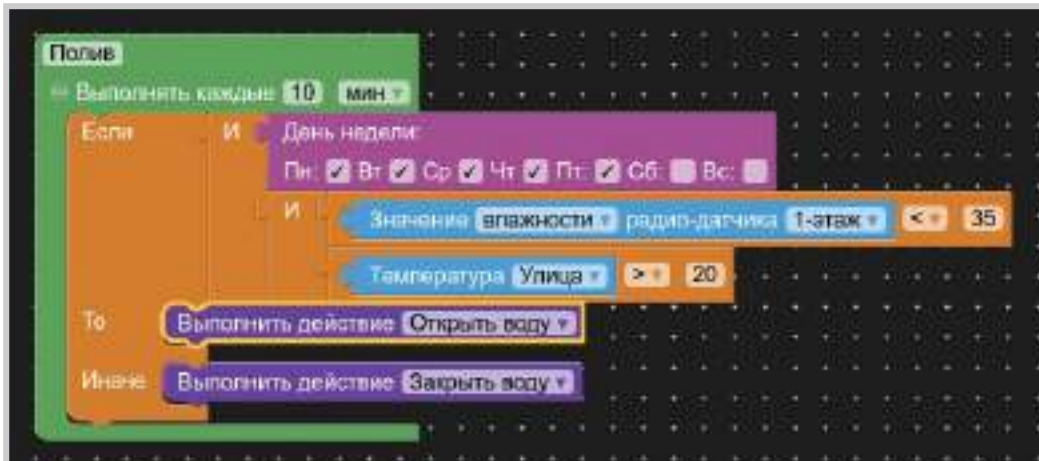 Полив
Выполнять каждые 10 мин
Если И День недели:
Пн: Вт Ср Чт Пт: Сб: Вс:
И Значение влажности радио-датчика 1-этаж < 35
Температура Улица > 20
То Выполнить действие Открыть воду
Иначе Выполнить действие Закрыть воду